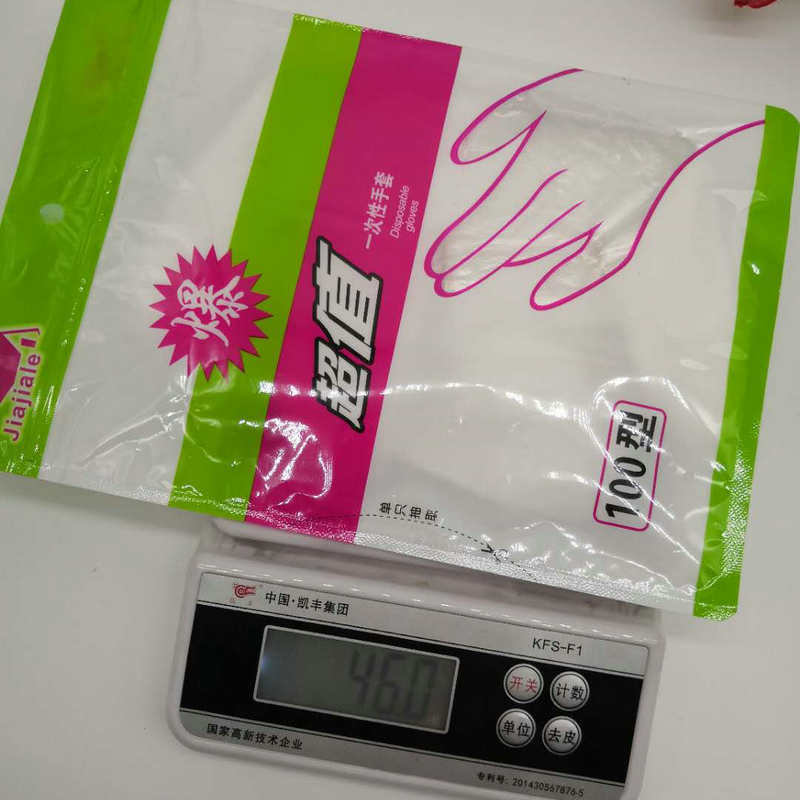 Jiajiale
爆
超值
一次性手套
Disposable
gloves
100型
单只抽取
中国·凯丰集团
KFS-F1
46.0
开关
计数
单位
去皮
国家高新技术企业
专利号: 201430567876-5